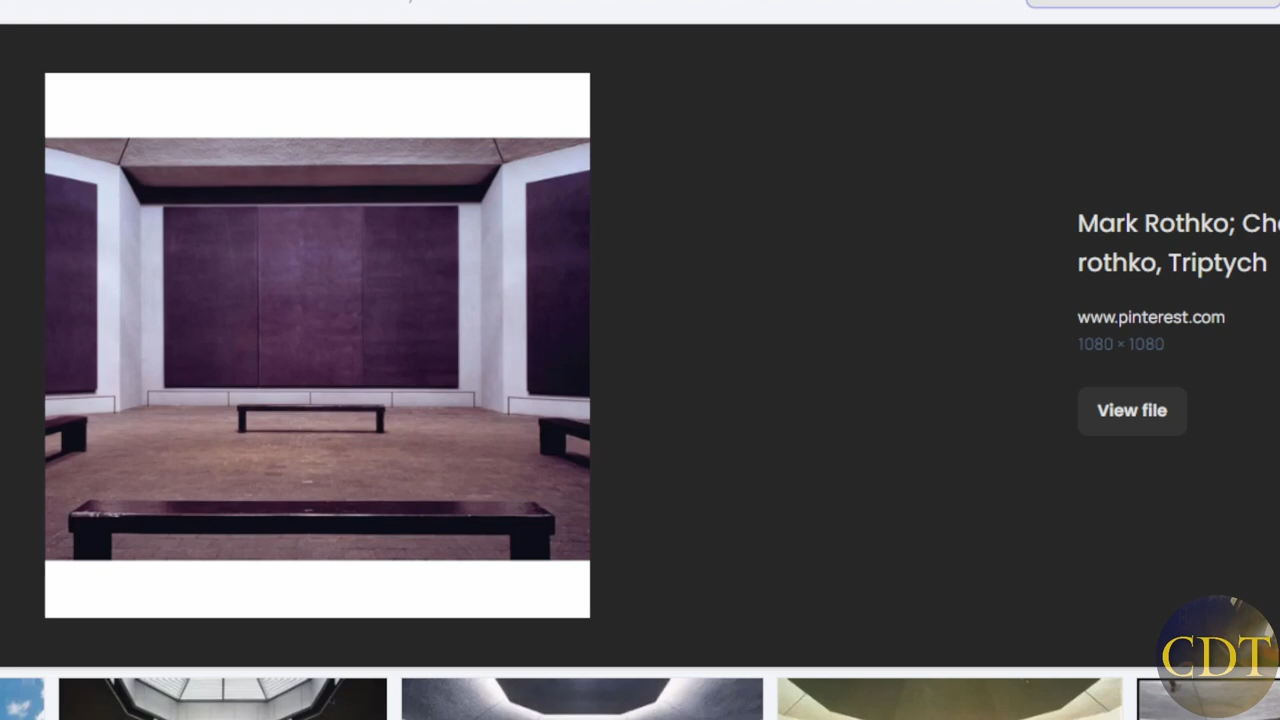 Mark Rothko; Ch
rothko, Triptych
www.pinterest.com
1080 × 1080
View file
CDT